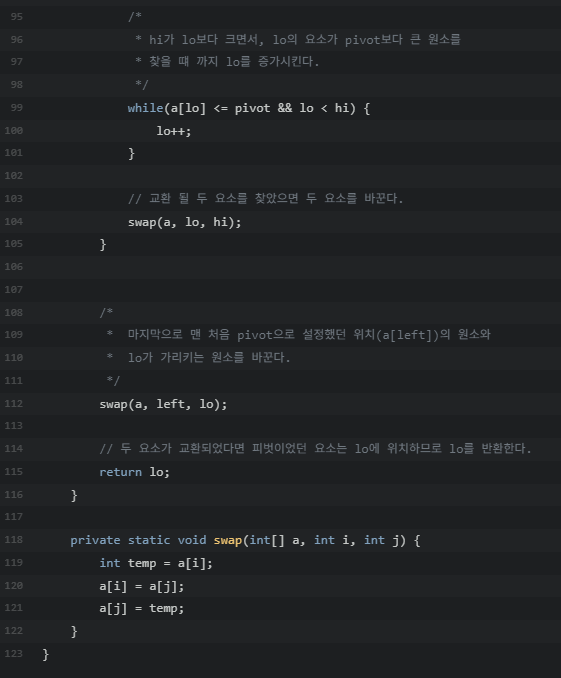 95 /*
96 * hi가 lo보다 크면서, lo의 요소가 pivot보다 큰 원소를
97 * 찾을 떄 까지 lo를 증가시킨다.
98 */
99 while(a[lo] <= pivot && lo < hi) {
100 lo++;
101 }
102
103 // 교환 될 두 요소를 찾았으면 두 요소를 바꾼다.
104 swap(a, lo, hi);
105 }
106
107
108 /*
109 *  마지막으로 맨 처음 pivot으로 설정했던 위치(a[left])의 원소와
110 *  lo가 가리키는 원소를 바꾼다.
111 */
112 swap(a, left, lo);
113
114 // 두 요소가 교환되었다면 피벗이었던 요소는 lo에 위치하므로 lo를 반환한다.
115 return lo;
116 }
117
118 private static void swap(int[] a, int i, int j) {
119 int temp = a[i];
120 a[i] = a[j];
121 a[j] = temp;
122 }
123 }